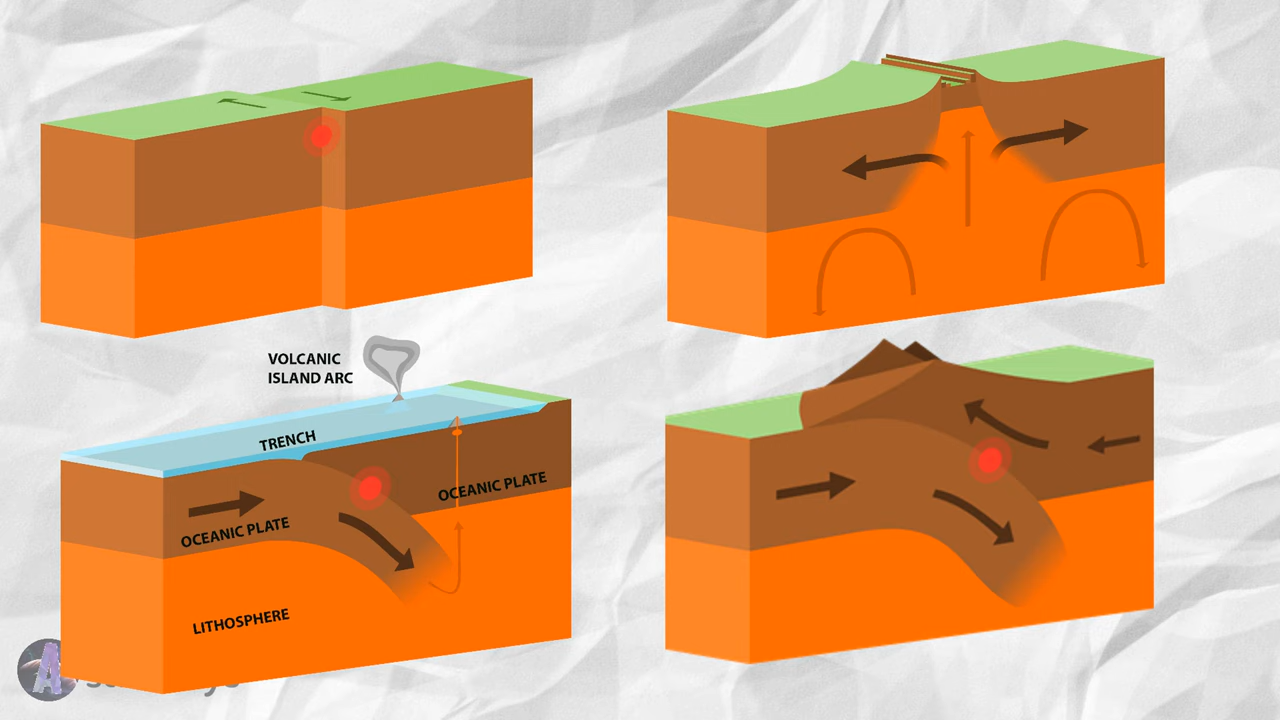 VOLCANIC
ISLAND ARC
TRENCH
OCEANIC PLATE
OCEANIC PLATE
LITHOSPHERE